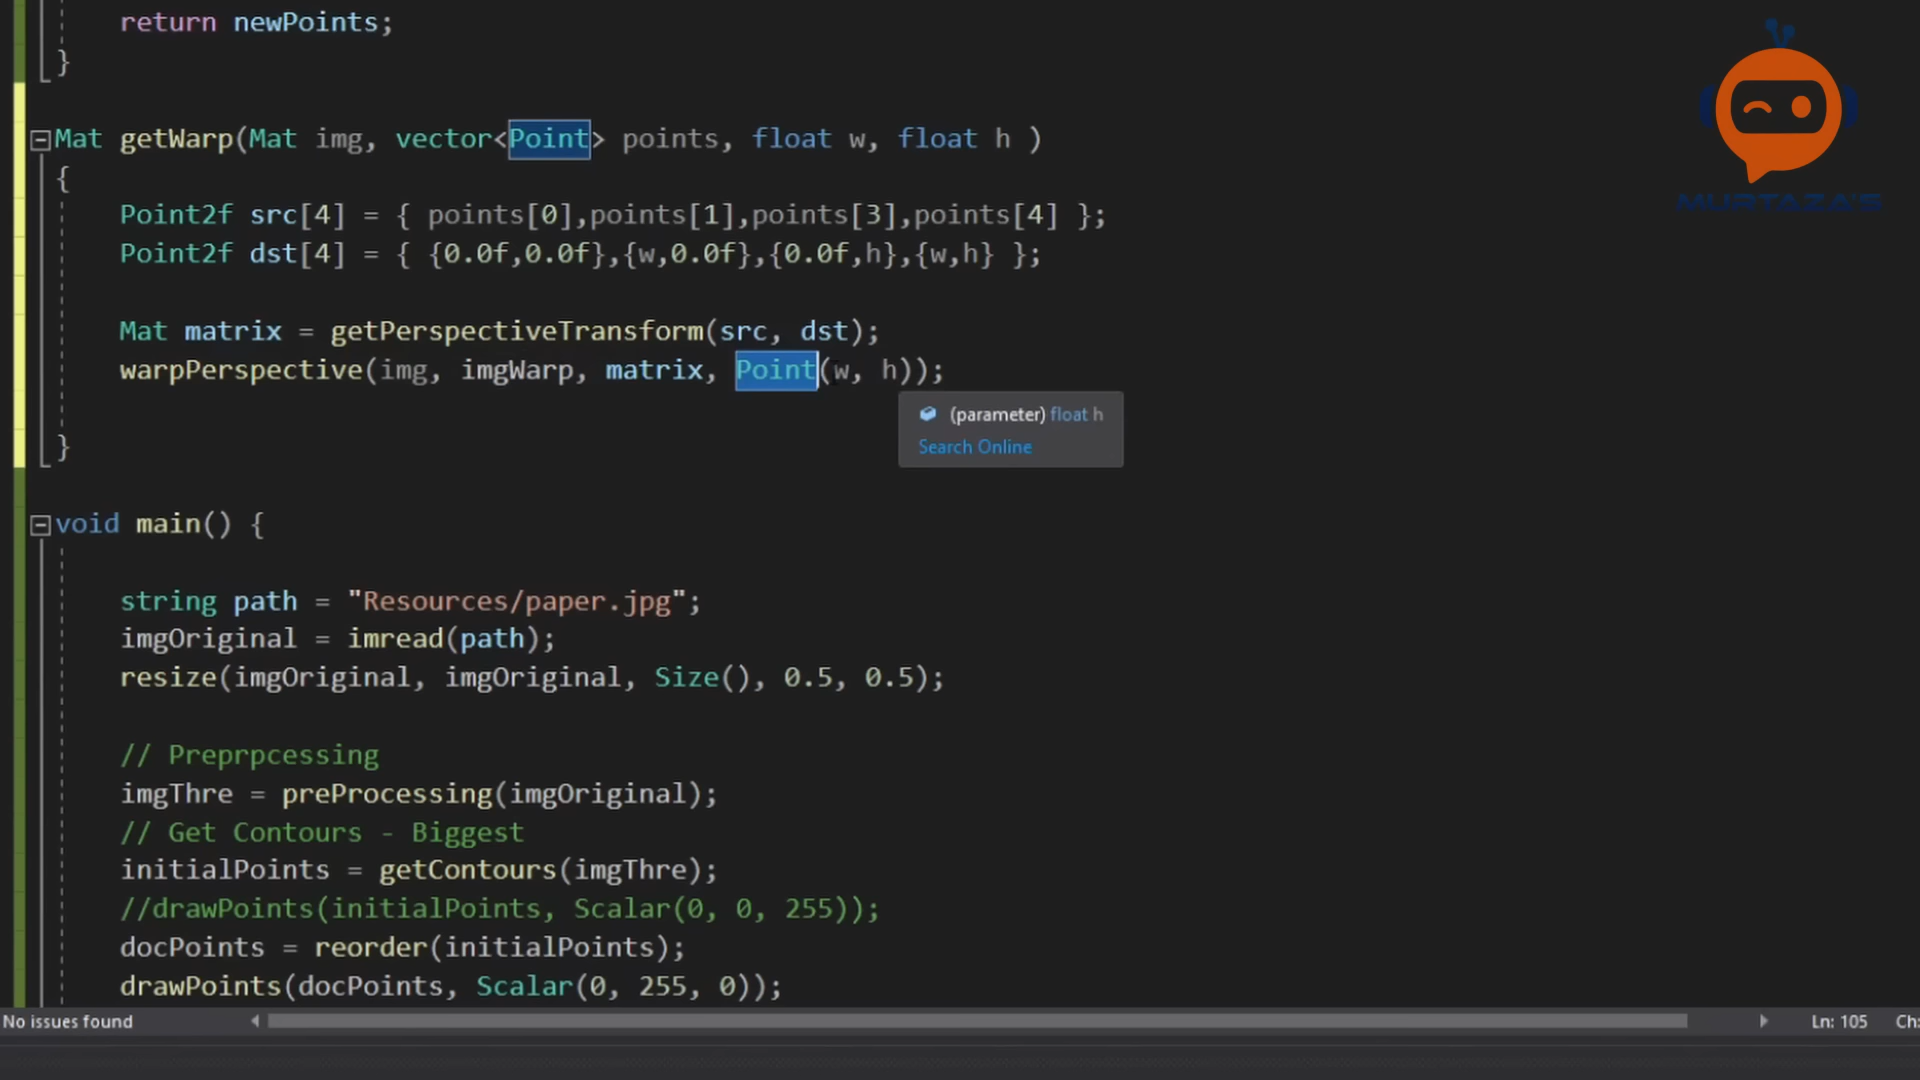 return newPoints;
}
Mat getWarp(Mat img, vector<Point> points, float w, float h )
{
Point2f src[4] = { points[0],points[1],points[3],points[4] };
Point2f dst[4] = { {0.0f,0.0f},{w,0.0f},{0.0f,h},{w,h} };
Mat matrix = getPerspectiveTransform(src, dst);
warpPerspective(img, imgWarp, matrix, Point(w, h));
(parameter) float h
Search Online
}
void main() {
string path = "Resources/paper.jpg";
imgOriginal = imread(path);
resize(imgOriginal, imgOriginal, Size(), 0.5, 0.5);
// Preprpcessing
imgThre = preProcessing(imgOriginal);
// Get Contours - Biggest
initialPoints = getContours(imgThre);
//drawPoints(initialPoints, Scalar(0, 0, 255));
docPoints = reorder(initialPoints);
drawPoints(docPoints, Scalar(0, 255, 0));
No issues found
Ln: 105 Ch:
MURTAZA'S